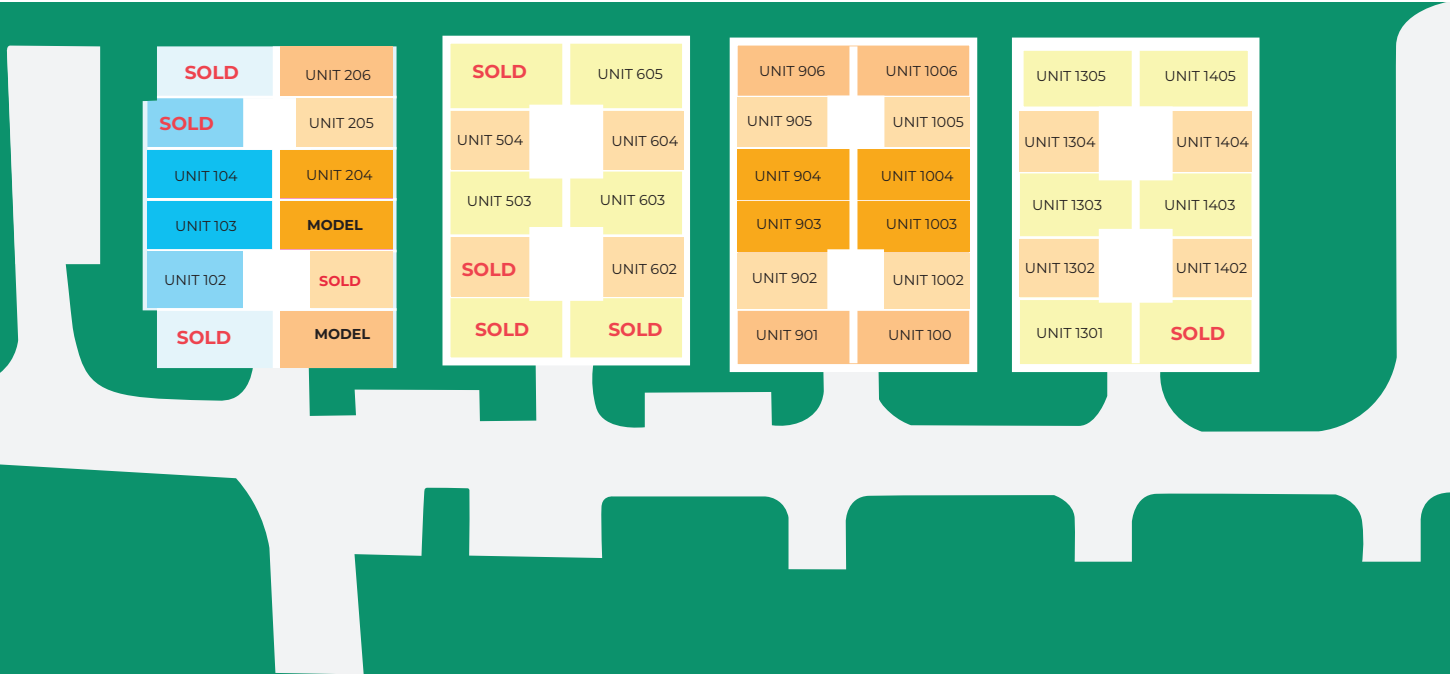 SOLD
UNIT 206
SOLD
UNIT 205
UNIT 104
UNIT 204
UNIT 103
MODEL
UNIT 102
SOLD
SOLD
MODEL
SOLD
UNIT 605
UNIT 504
UNIT 604
UNIT 503
UNIT 603
SOLD
UNIT 602
SOLD
SOLD
UNIT 906
UNIT 1006
UNIT 905
UNIT 1005
UNIT 904
UNIT 1004
UNIT 903
UNIT 1003
UNIT 902
UNIT 1002
UNIT 901
UNIT 100
UNIT 1305
UNIT 1405
UNIT 1304
UNIT 1404
UNIT 1303
UNIT 1403
UNIT 1302
UNIT 1402
UNIT 1301
SOLD